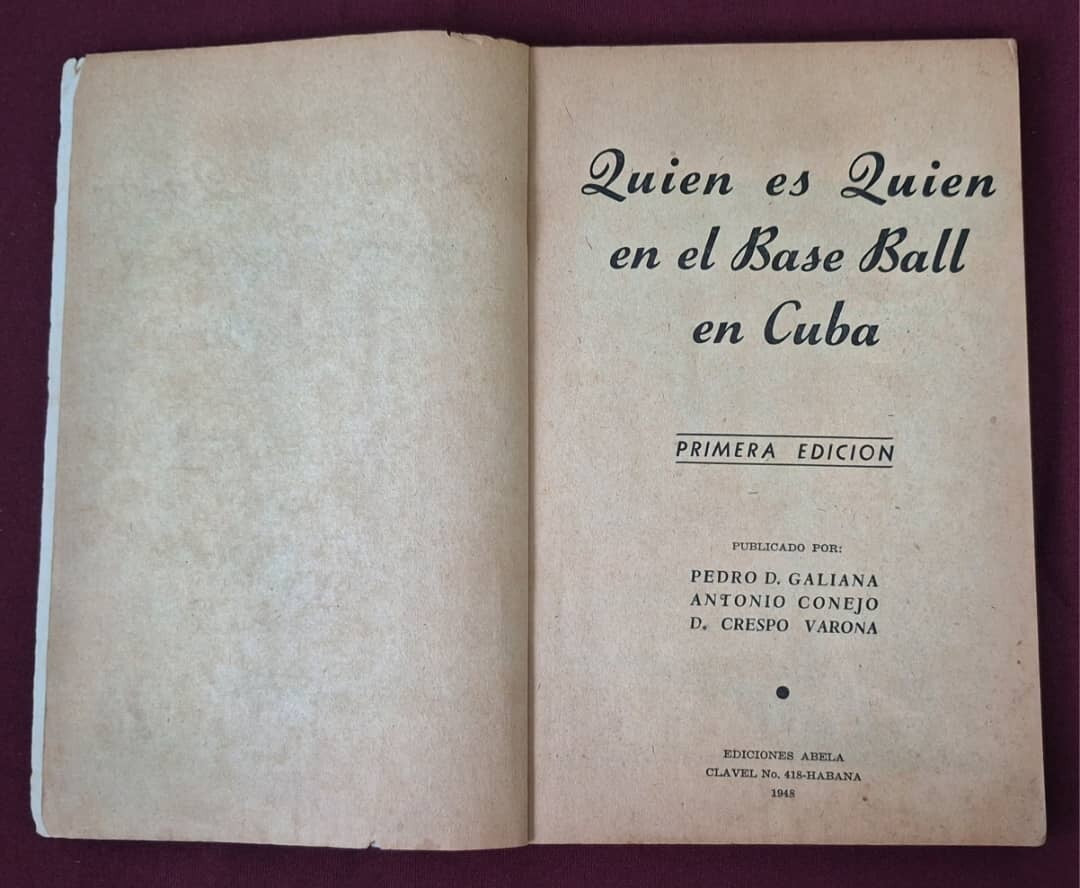 Quien es Quien
en el Base Ball
en Cuba
PRIMERA EDICION
PUBLICADO POR:
PEDRO D. GALIANA
ANTONIO CONEJO
D. CRESPO VARONA
EDICIONES ABELA
CLAVEL No. 418-HABANA
1948